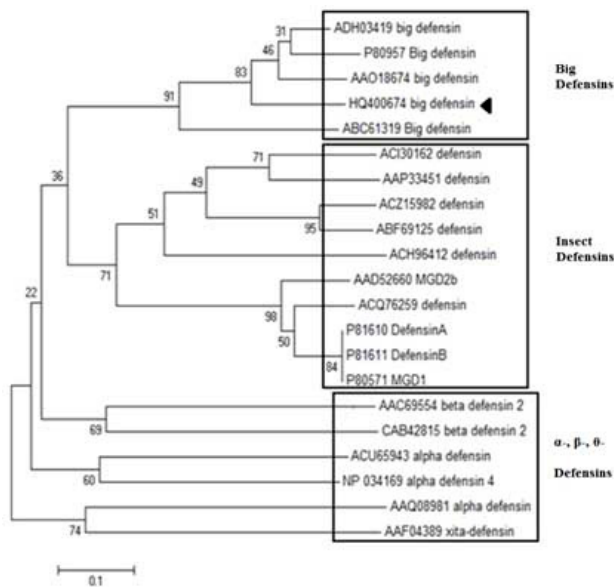 ADH03419 big defensin
31
P80957 Big defensin
46
AAO18674 big defensin
83
HQ400674 big defensin
91
ABC61319 Big defensin
Big
Defensins
ACI30162 defensin
71
AAP33451 defensin
49
ACZ15982 defensin
95
ABF69125 defensin
51
ACH96412 defensin
36
71
AAD52660 MGD2b
98
ACQ76259 defensin
50
P81610 DefensinA
P81611 DefensinB
84
P80571 MGD1
Insect
Defensins
22
AAC69554 beta defensin 2
69
CAB42815 beta defensin 2
ACU65943 alpha defensin
60
NP 034169 alpha defensin 4
AAQ08981 alpha defensin
74
AAF04389 xita-defensin
α-, β-, θ-
Defensins
0.1